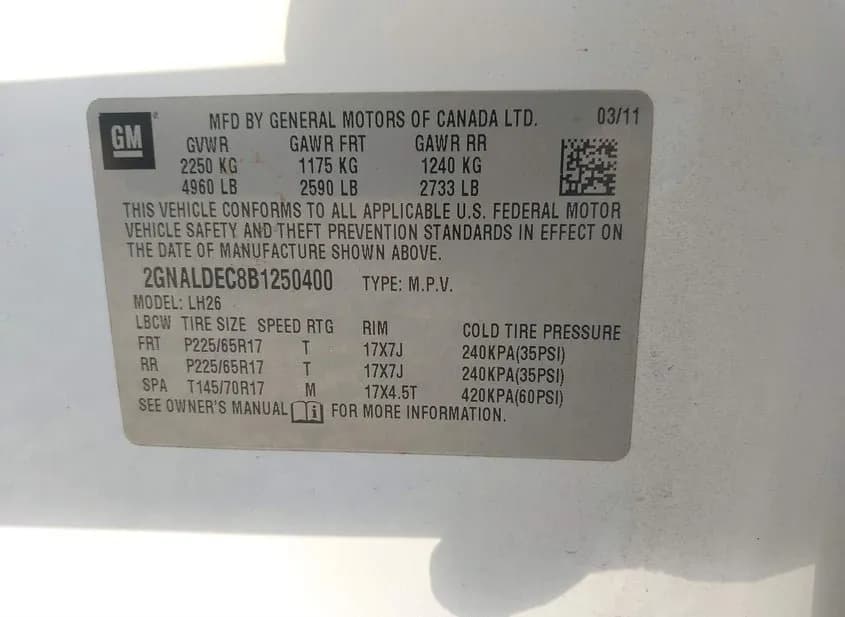 GM
MFD BY GENERAL MOTORS OF CANADA LTD. 03/11
GVWR GAWR FRT GAWR RR
2250 KG 1175 KG 1240 KG
4960 LB 2590 LB 2733 LB
THIS VEHICLE CONFORMS TO ALL APPLICABLE U.S. FEDERAL MOTOR
VEHICLE SAFETY AND THEFT PREVENTION STANDARDS IN EFFECT ON
THE DATE OF MANUFACTURE SHOWN ABOVE.
2GNALDEC8B1250400 TYPE: M.P.V.
MODEL: LH26
LBCW TIRE SIZE SPEED RTG RIM COLD TIRE PRESSURE
FRT P225/65R17 T 17X7J 240KPA(35PSI)
RR P225/65R17 T 17X7J 240KPA(35PSI)
SPA T145/70R17 M 17X4.5T 420KPA(60PSI)
SEE OWNER'S MANUAL i FOR MORE INFORMATION.